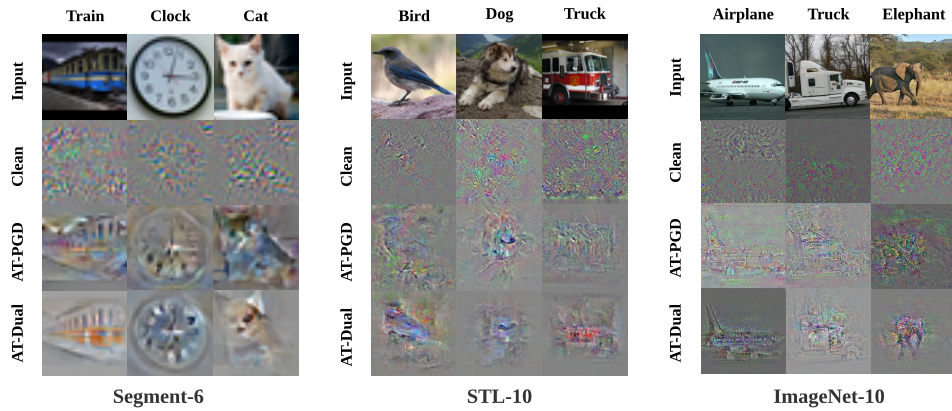 Train Clock Cat
Input
Clean
AT-PGD
AT-Dual
Segment-6
Bird Dog Truck
Input
Clean
AT-PGD
AT-Dual
STL-10
Airplane Truck Elephant
Input
Clean
AT-PGD
AT-Dual
ImageNet-10